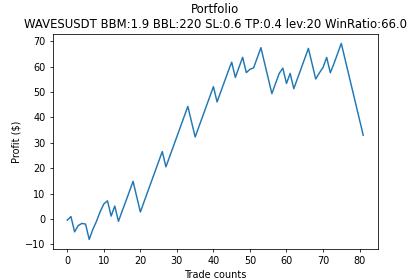 Portfolio
WAVESUSDT BBM:1.9 BBL:220 SL:0.6 TP:0.4 lev:20 WinRatio:66.0
70
60
50
40
30
20
10
0
−10
Profit ($)
0 10 20 30 40 50 60 70 80
Trade counts